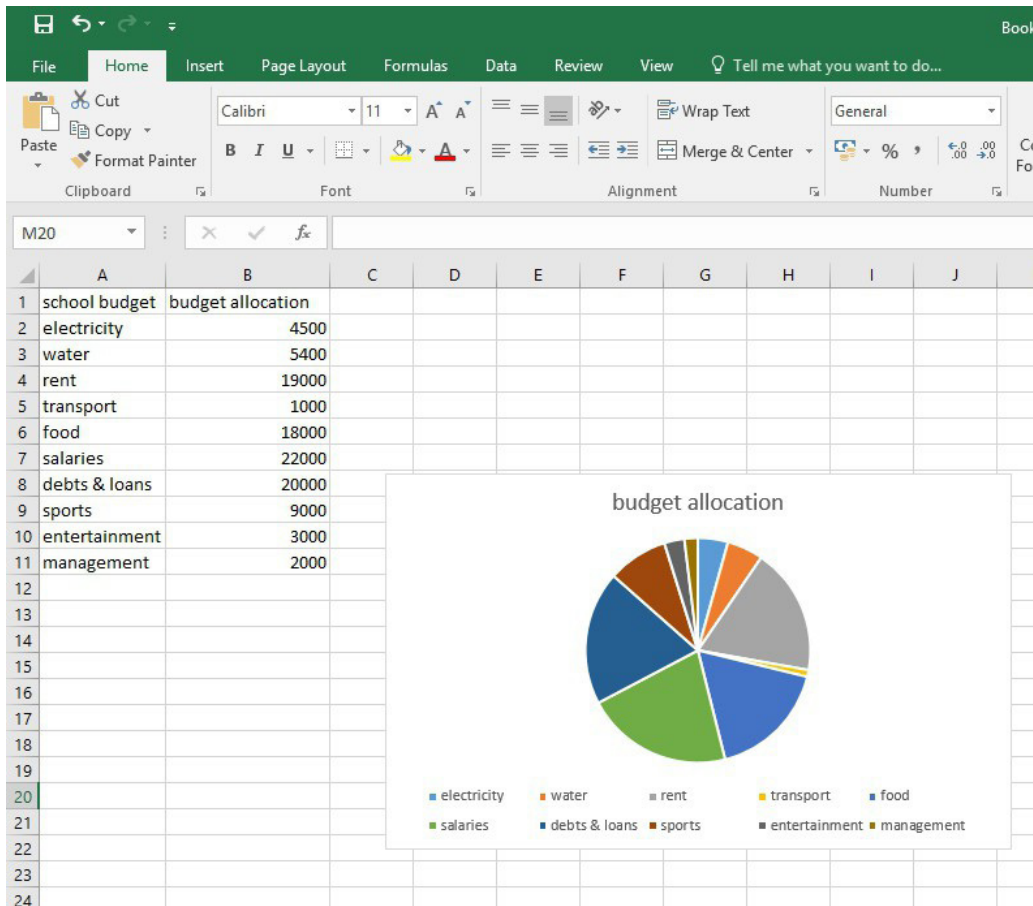 Book
File Home Insert Page Layout Formulas Data Review View Tell me what you want to do...
Cut
Copy
Paste
Format Painter
Clipboard
Calibri 11 A A
B I U A
Font
Wrap Text
Merge & Center
Alignment
General
% , .0 .00 .00 .0
Number
M20 fx
A B C D E F G H I J
1 school budget budget allocation
2 electricity 4500
3 water 5400
4 rent 19000
5 transport 1000
6 food 18000
7 salaries 22000
8 debts & loans 20000
9 sports 9000
10 entertainment 3000
11 management 2000
12
13
14
15
16
17
18
19
20
21
22
23
24
budget allocation
electricity water rent transport food
salaries debts & loans sports entertainment management